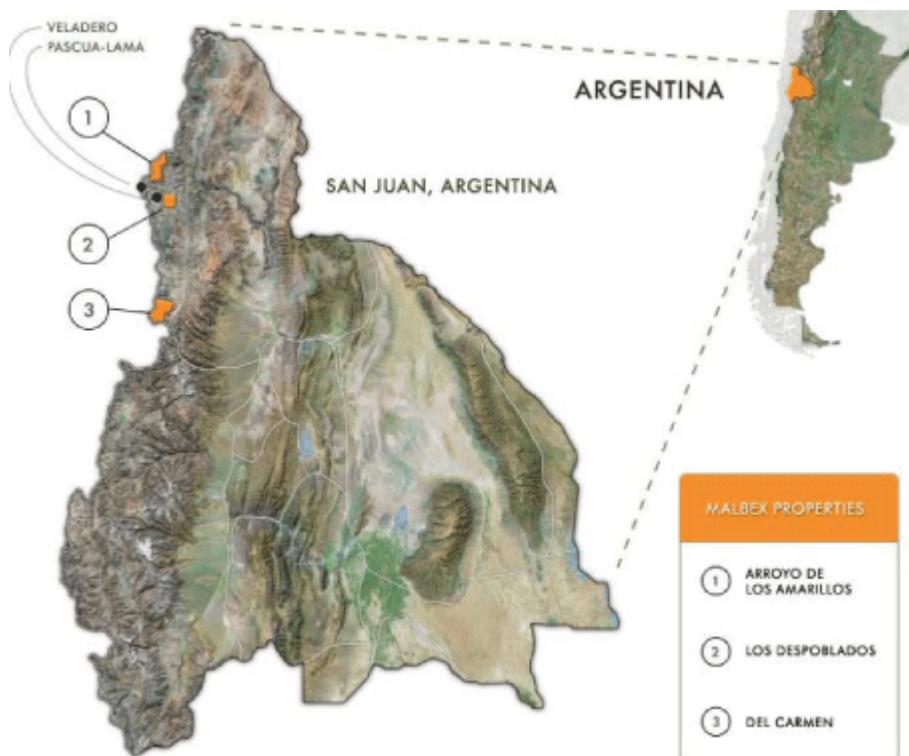 VELADERO
PASCUA-LAMA
1
ARGENTINA
SAN JUAN, ARGENTINA
2
3
MALBEX PROPERTIES
1 ARROYO DE
LOS AMARILLOS
2 LOS DESPOBLADOS
3 DEL CARMEN